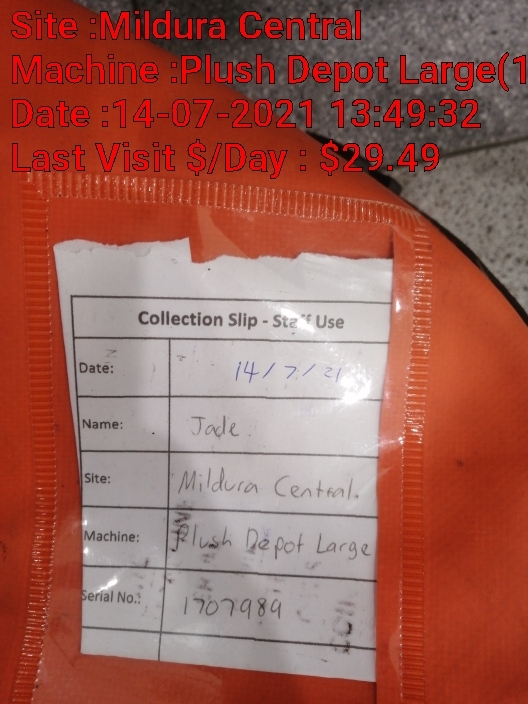 Site :Mildura Central
Machine :Plush Depot Large(1
Date :14-07-2021 13:49:32
Last Visit $/Day : $29.49
Collection Slip - Staff Use
Date: 14/7/21
Name: Jade
Site: Mildura Central.
Machine: Plush Depot Large
Serial No.: 1707989